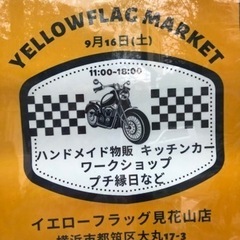 YELLOWFLAG MARKET
9月16日(土)
11:00-18:00
ハンドメイド物販 キッチンカー
ワークショップ
プチ縁日など
イエローフラッグ見花山店
横浜市都筑区大丸17-3